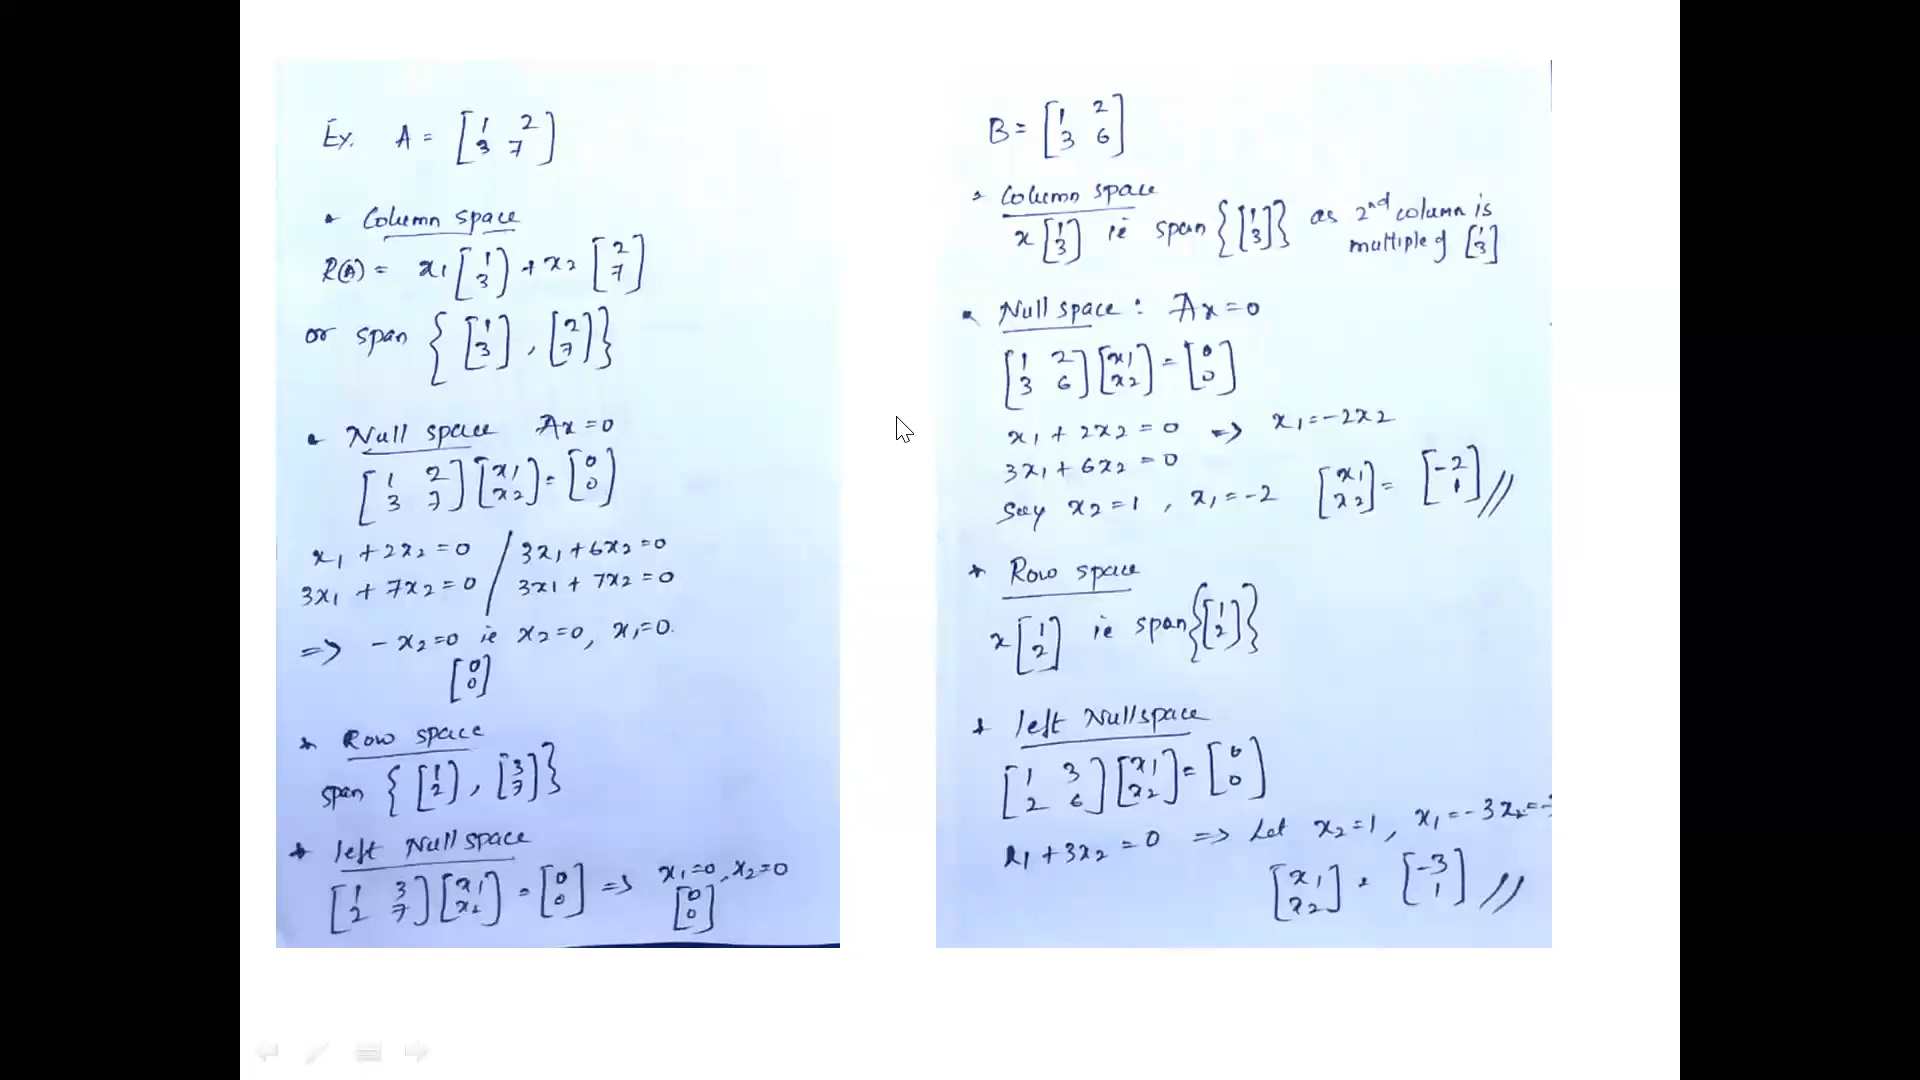 Ex. A = [1 2; 3 7]
* Column space
R(A) = x1 [1; 3] + x2 [2; 7]
or span { [1; 3], [2; 7] }
• Null space Ax=0
[1 2; 3 7] [x1; x2] = [0; 0]
x1 + 2x2 = 0 / 3x1 + 6x2 = 0
3x1 + 7x2 = 0 / 3x1 + 7x2 = 0
=> -x2=0 ie x2=0, x1=0.
[0; 0]
* Row space
span { [1; 2], [3; 7] }
* left Null space
[1 3; 2 7] [x1; x2] = [0; 0] => x1=0, x2=0
[0; 0]
B = [1 2; 3 6]
* Column space
x [1; 3] ie span { [1; 3] } as 2nd column is
multiple of [1; 3]
• Null space : Ax=0
[1 2; 3 6] [x1; x2] = [0; 0]
x1 + 2x2 = 0 => x1 = -2x2
3x1 + 6x2 = 0
Say x2=1, x1=-2 [x1; x2] = [-2; 1] //
* Row space
x [1; 2] ie span { [1; 2] }
* left Nullspace
[1 3; 2 6] [x1; x2] = [0; 0]
x1 + 3x2 = 0 => Let x2=1, x1=-3x2=-
[x1; x2] = [-3; 1] //